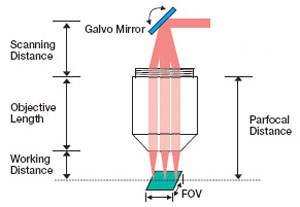 Galvo Mirror
Scanning
Distance
Objective
Length
Parfocal
Distance
Working
Distance
FOV